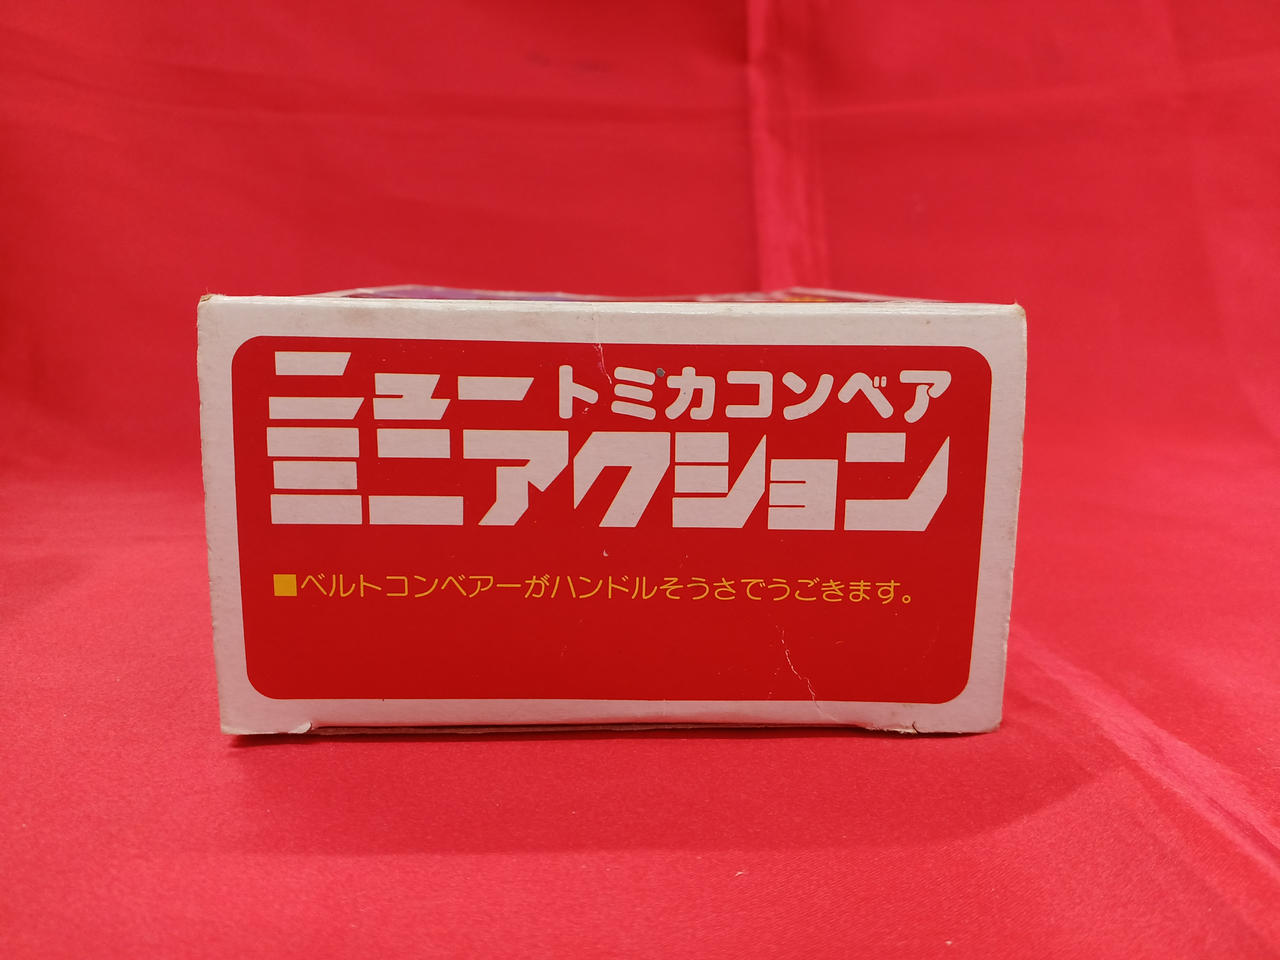 ニュートミカコンベア
ミニアクション
■ベルトコンベアーがハンドルそうさでうごきます。